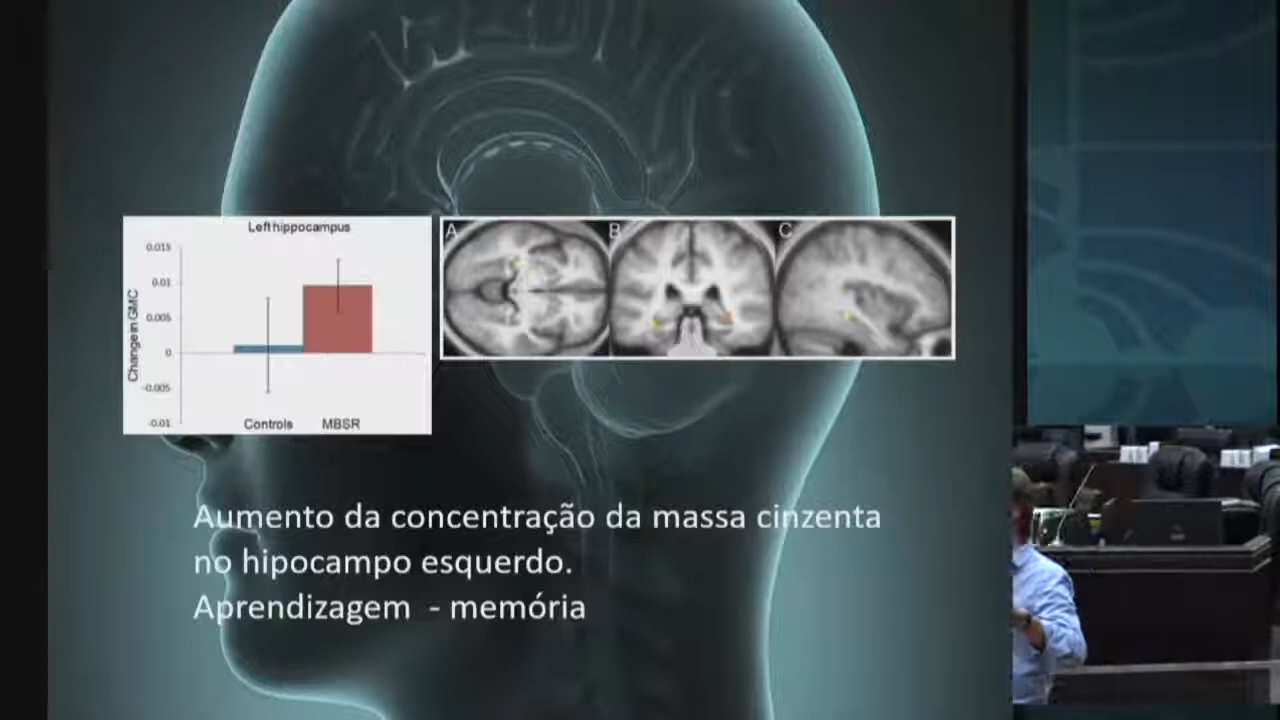 Left hippocampus
A
B
C
0.015
0.01
0.005
0
-0.005
-0.01
Change in GMC
Controls
MBSR
Aumento da concentração da massa cinzenta
no hipocampo esquerdo.
Aprendizagem - memória